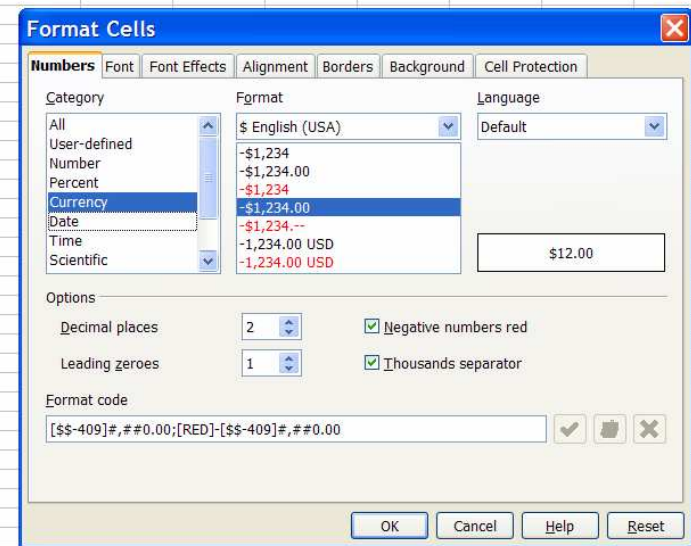 Format Cells
Numbers Font Font Effects Alignment Borders Background Cell Protection
Category
All
User-defined
Number
Percent
Currency
Date
Time
Scientific
Format
$ English (USA)
-$1,234
-$1,234.00
-$1,234
-$1,234.00
-$1,234.--
-1,234.00 USD
-1,234.00 USD
Language
Default
$12.00
Options
Decimal places 2 Negative numbers red
Leading zeroes 1 Thousands separator
Format code
[$$-409]#,##0.00;[RED]-[$$-409]#,##0.00
OK Cancel Help Reset